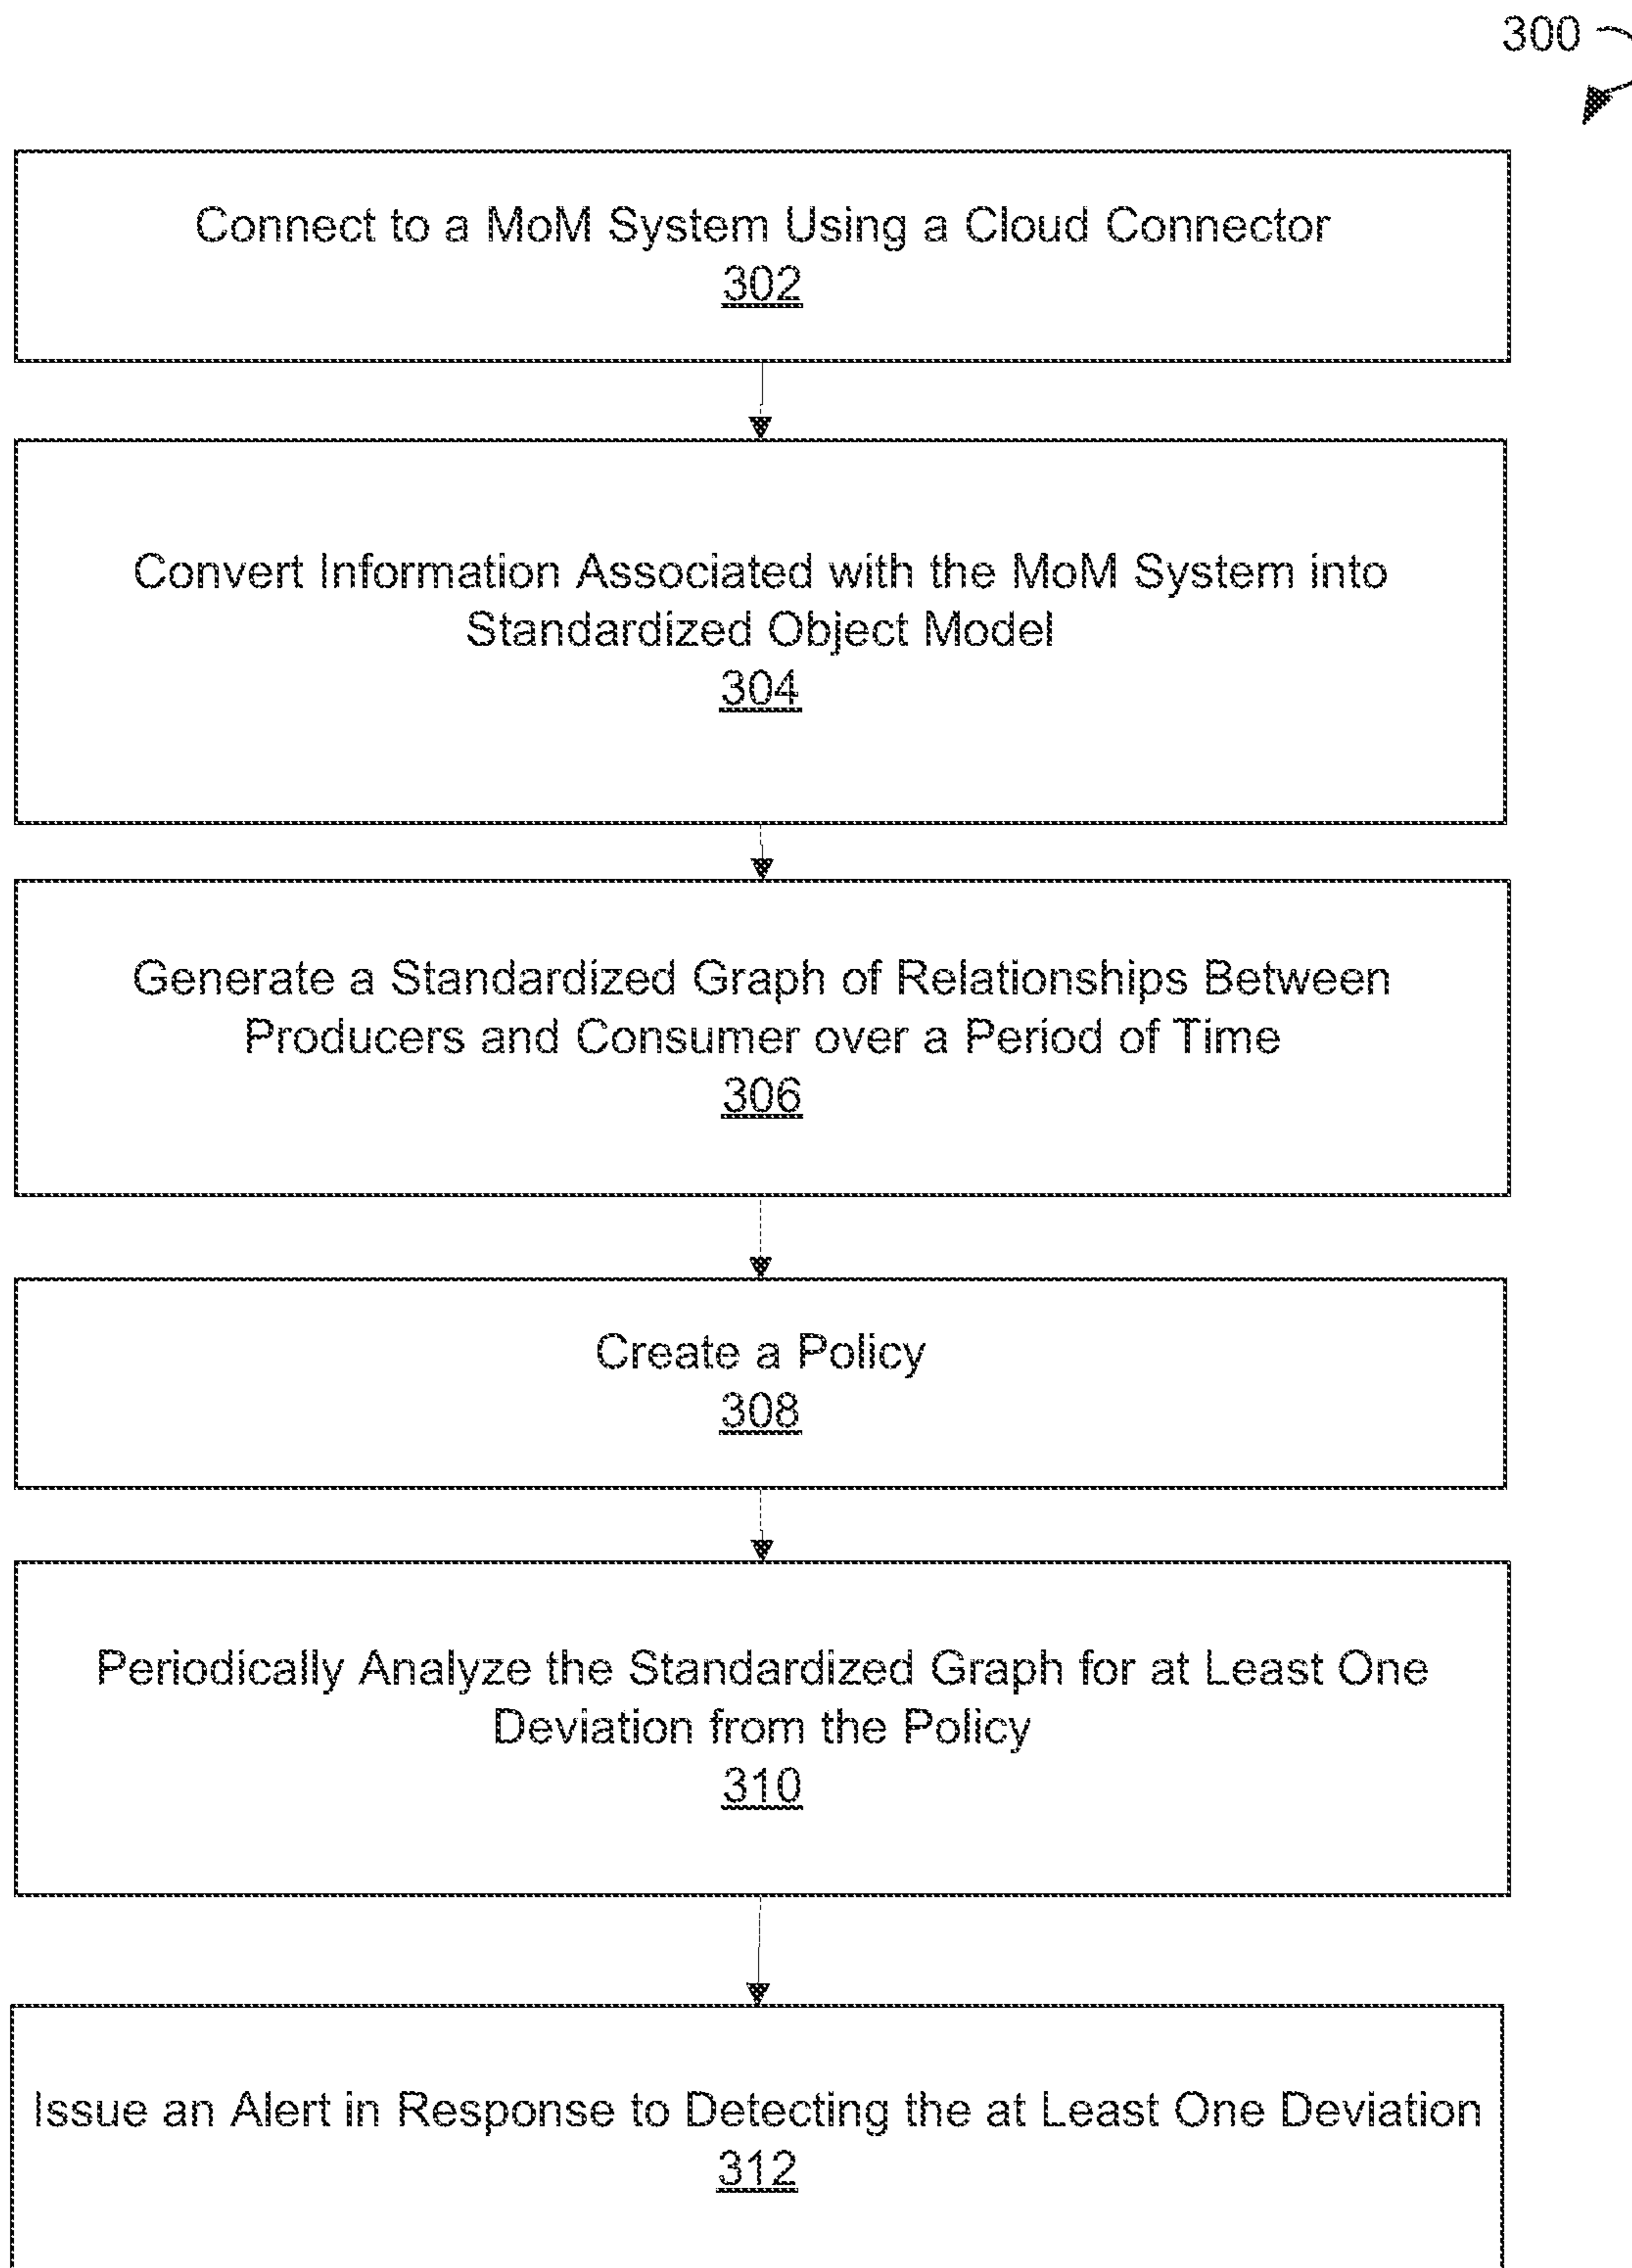 300
Connect to a MoM System Using a Cloud Connector
302
Convert Information Associated with the MoM System into
Standardized Object Model
304
Generate a Standardized Graph of Relationships Between
Producers and Consumer over a Period of Time
306
Create a Policy
308
Periodically Analyze the Standardized Graph for at Least One
Deviation from the Policy
310
Issue an Alert in Response to Detecting the at Least One Deviation
312